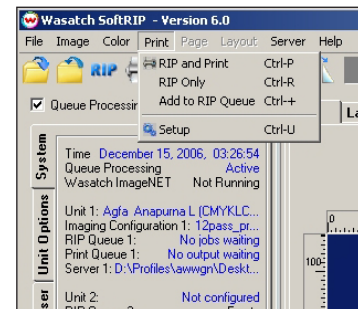 Wasatch SoftRIP - Version 6.0
File Image Color Print Page Layout Server Help
RIP
RIP and Print Ctrl-P
RIP Only Ctrl-R
Add to RIP Queue Ctrl-+
Setup Ctrl-U
Queue Processin
System
Unit Options
Time December 15, 2006, 03:26:54
Queue Processing Active
Wasatch ImageNET Not Running
Unit 1: Agfa Anapurna L (CMYKLC...
Imaging Configuration 1: 12pass_pr...
RIP Queue 1: No jobs waiting
Print Queue 1: No output waiting
Server 1: D:\Profiles\awwgn\Deskt...
Unit 2: Not configured
La
0
100